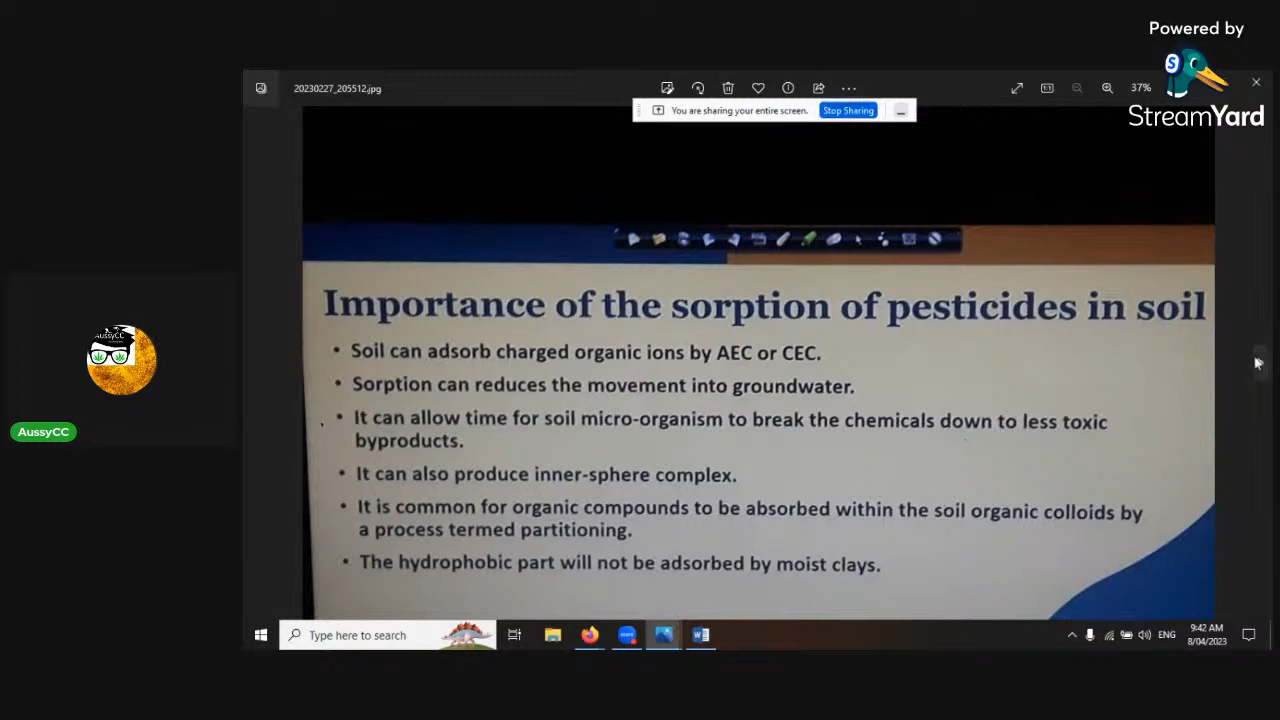 Powered by
StreamYard
20230227_205512.jpg
37%
You are sharing your entire screen.
Stop Sharing
Importance of the sorption of pesticides in soil
• Soil can adsorb charged organic ions by AEC or CEC.
• Sorption can reduces the movement into groundwater.
• It can allow time for soil micro-organism to break the chemicals down to less toxic
byproducts.
• It can also produce inner-sphere complex.
• It is common for organic compounds to be absorbed within the soil organic colloids by
a process termed partitioning.
• The hydrophobic part will not be adsorbed by moist clays.
AussyCC
AussyCC
Type here to search
ENG
9:42 AM
8/04/2023